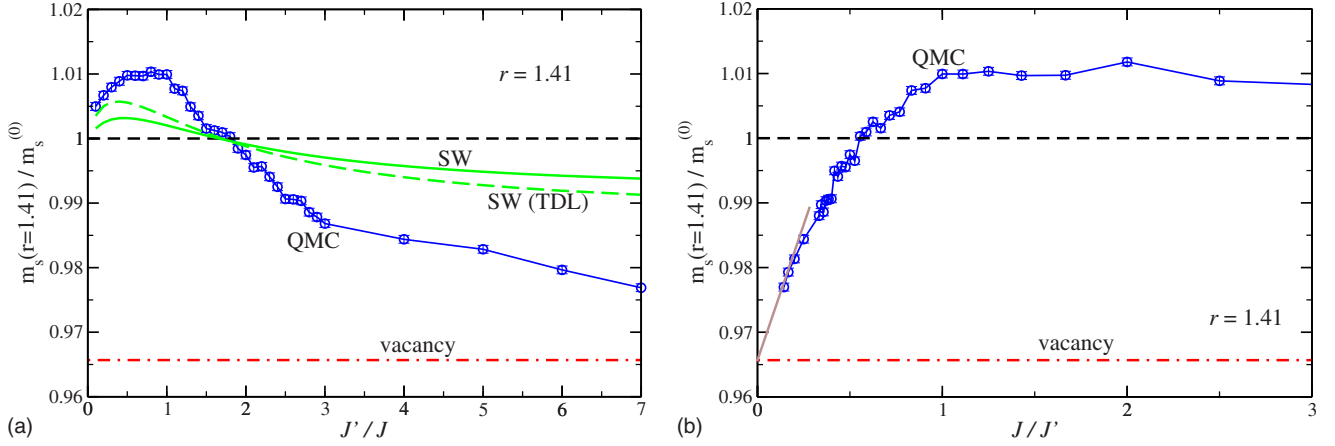 1.02
1.01
1
0.99
0.98
0.97
0.96
m_s(r=1.41) / m_s^(0)
r = 1.41
SW
SW (TDL)
QMC
vacancy
0 1 2 3 4 5 6 7
(a)
J’ / J
1.02
1.01
1
0.99
0.98
0.97
0.96
m_s(r=1.41) / m_s^(0)
QMC
r = 1.41
vacancy
0 1 2 3
(b)
J / J’